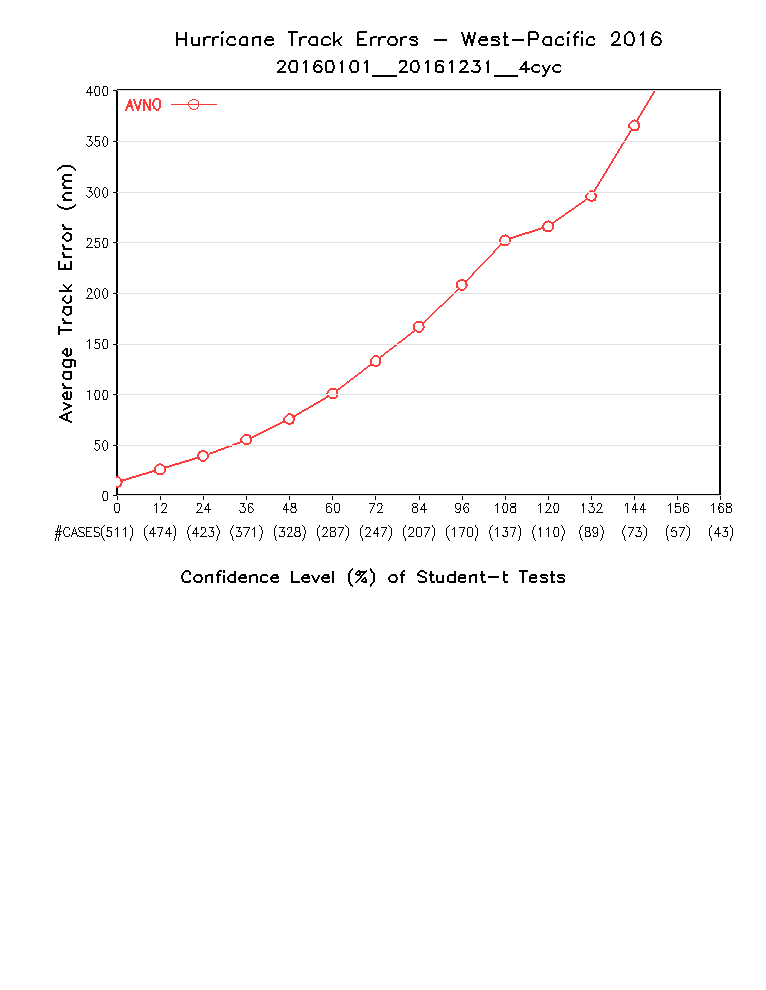 Hurricane Track Errors - West-Pacific 2016
20160101__20161231__4cyc
AVNO
Average Track Error (nm)
400
350
300
250
200
150
100
50
0
0 12 24 36 48 60 72 84 96 108 120 132 144 156 168
#CASES(511) (474) (423) (371) (328) (287) (247) (207) (170) (137) (110) (89) (73) (57) (43)
Confidence Level (%) of Student-t Tests